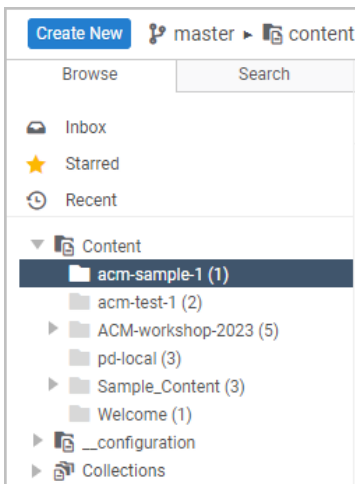 Create New master ▸ content
Browse Search
Inbox
Starred
Recent
Content
acm-sample-1 (1)
acm-test-1 (2)
ACM-workshop-2023 (5)
pd-local (3)
Sample_Content (3)
Welcome (1)
__configuration
Collections